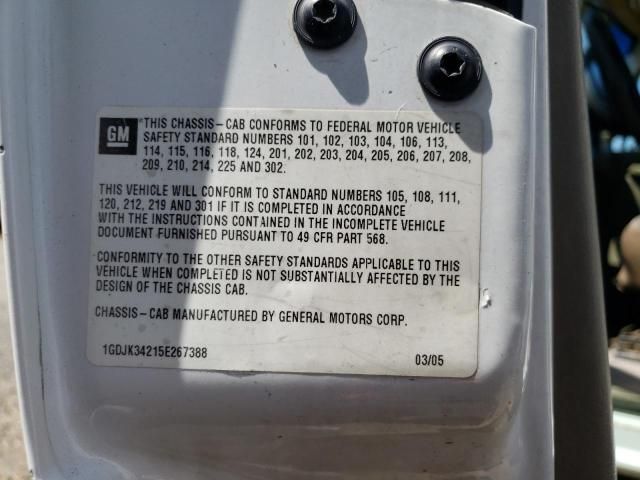 GM
*THIS CHASSIS-CAB CONFORMS TO FEDERAL MOTOR VEHICLE
SAFETY STANDARD NUMBERS 101, 102, 103, 104, 106, 113,
114, 115, 116, 118, 124, 201, 202, 203, 204, 205, 206, 207, 208,
209, 210, 214, 225 AND 302.
THIS VEHICLE WILL CONFORM TO STANDARD NUMBERS 105, 108, 111,
120, 212, 219 AND 301 IF IT IS COMPLETED IN ACCORDANCE
WITH THE INSTRUCTIONS CONTAINED IN THE INCOMPLETE VEHICLE
DOCUMENT FURNISHED PURSUANT TO 49 CFR PART 568.
CONFORMITY TO THE OTHER SAFETY STANDARDS APPLICABLE TO THIS
VEHICLE WHEN COMPLETED IS NOT SUBSTANTIALLY AFFECTED BY THE
DESIGN OF THE CHASSIS CAB.
CHASSIS-CAB MANUFACTURED BY GENERAL MOTORS CORP.
1GDJK34215E267388 03/05